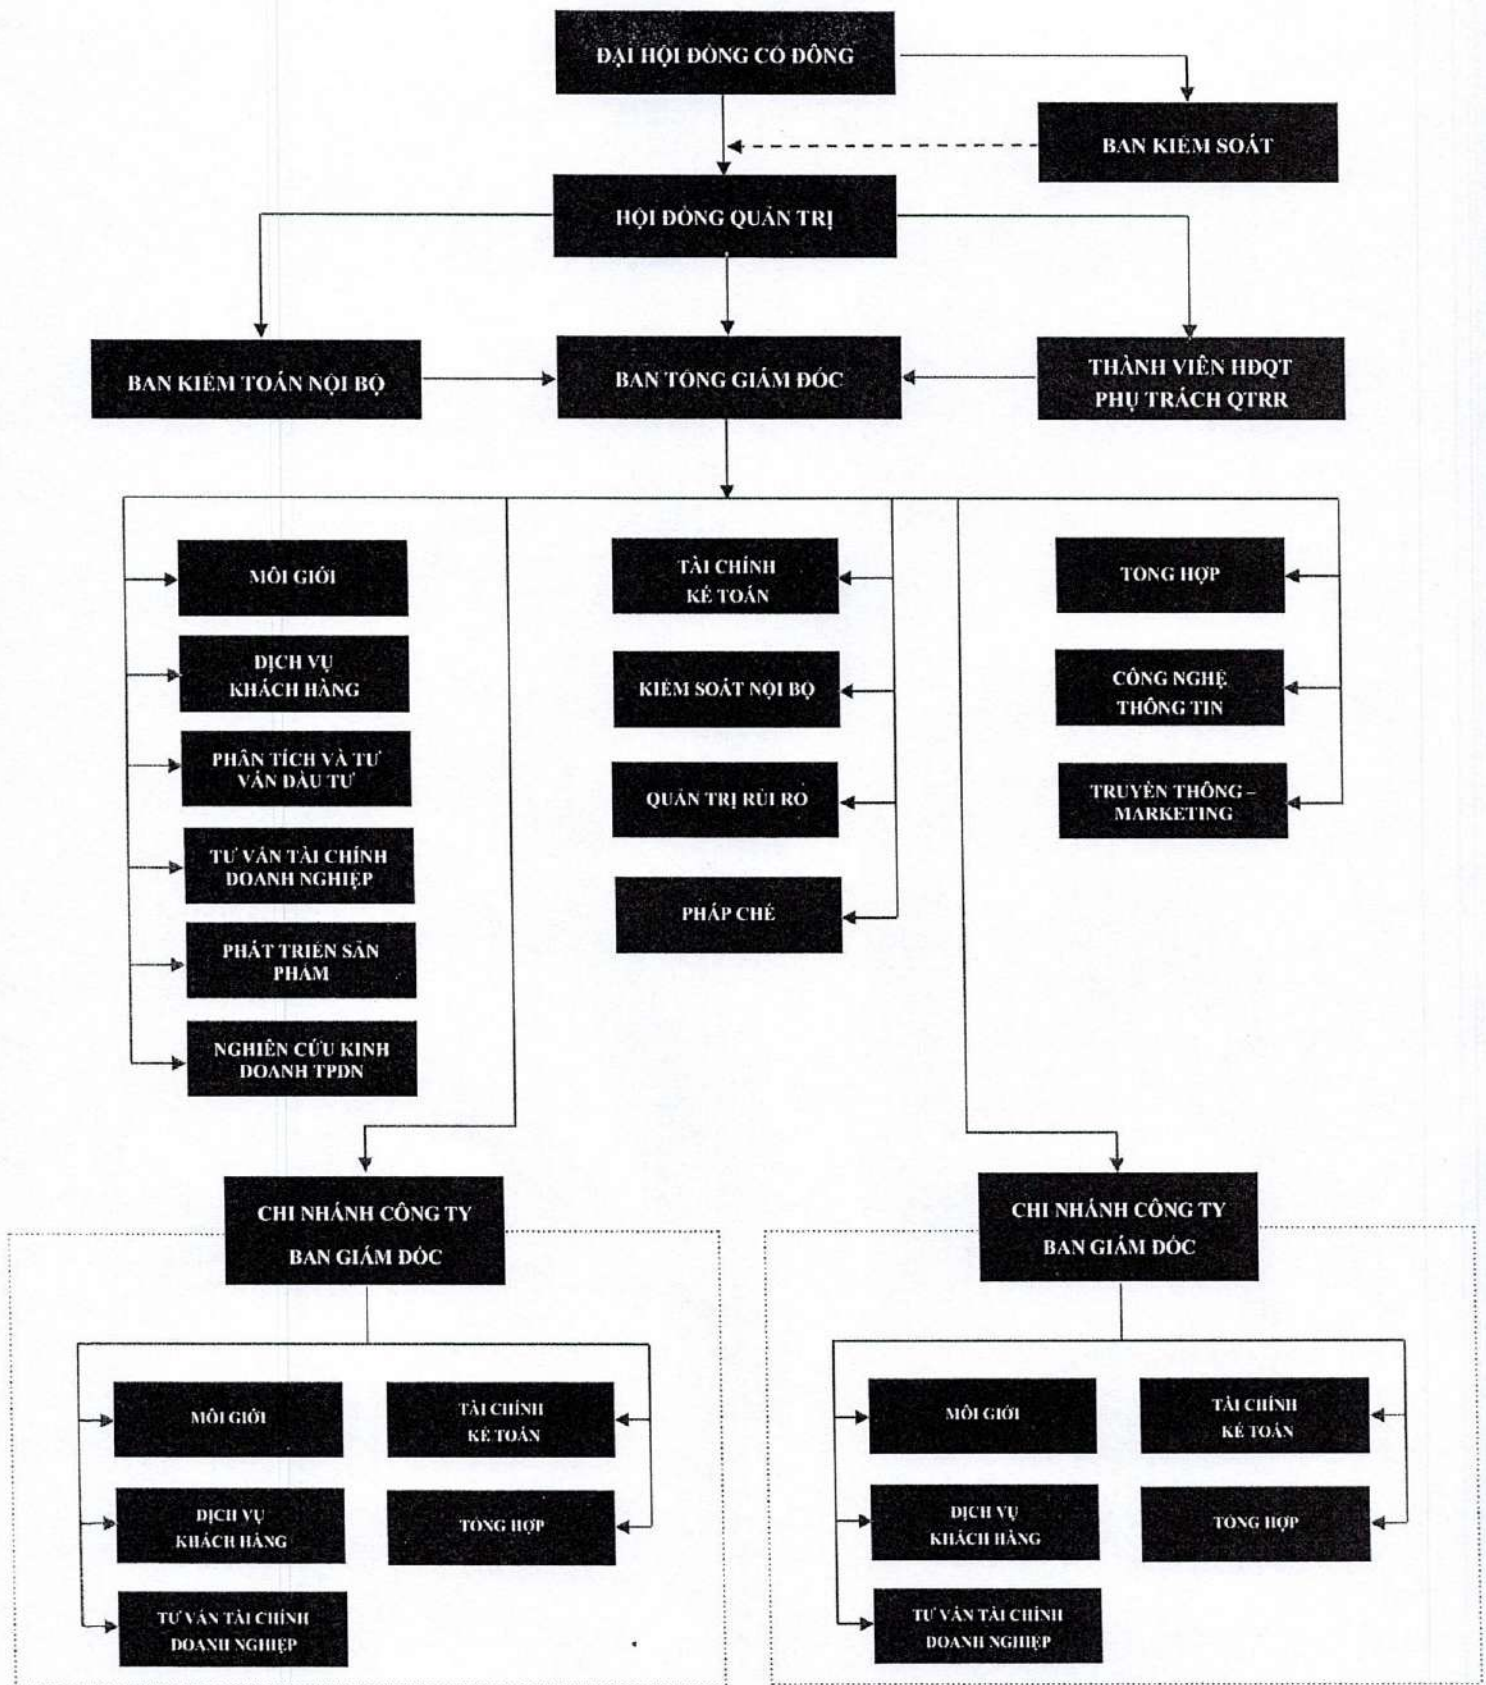 ĐẠI HỘI ĐỒNG CỔ ĐÔNG
BAN KIỂM SOÁT
HỘI ĐỒNG QUẢN TRỊ
BAN KIỂM TOÁN NỘI BỘ
BAN TỔNG GIÁM ĐỐC
THÀNH VIÊN HĐQT
PHỤ TRÁCH QTRR
MÔI GIỚI
DỊCH VỤ
KHÁCH HÀNG
PHÂN TÍCH VÀ TƯ
VẤN ĐẦU TƯ
TƯ VẤN TÀI CHÍNH
DOANH NGHIỆP
PHÁT TRIỂN SẢN
PHẨM
NGHIÊN CỨU KINH
DOANH TPDN
TÀI CHÍNH
KẾ TOÁN
KIỂM SOÁT NỘI BỘ
QUẢN TRỊ RỦI RO
PHÁP CHẾ
TỔNG HỢP
CÔNG NGHỆ
THÔNG TIN
TRUYỀN THÔNG –
MARKETING
CHI NHÁNH CÔNG TY
BAN GIÁM ĐỐC
MÔI GIỚI
DỊCH VỤ
KHÁCH HÀNG
TƯ VẤN TÀI CHÍNH
DOANH NGHIỆP
TÀI CHÍNH
KẾ TOÁN
TỔNG HỢP
CHI NHÁNH CÔNG TY
BAN GIÁM ĐỐC
MÔI GIỚI
DỊCH VỤ
KHÁCH HÀNG
TƯ VẤN TÀI CHÍNH
DOANH NGHIỆP
TÀI CHÍNH
KẾ TOÁN
TỔNG HỢP